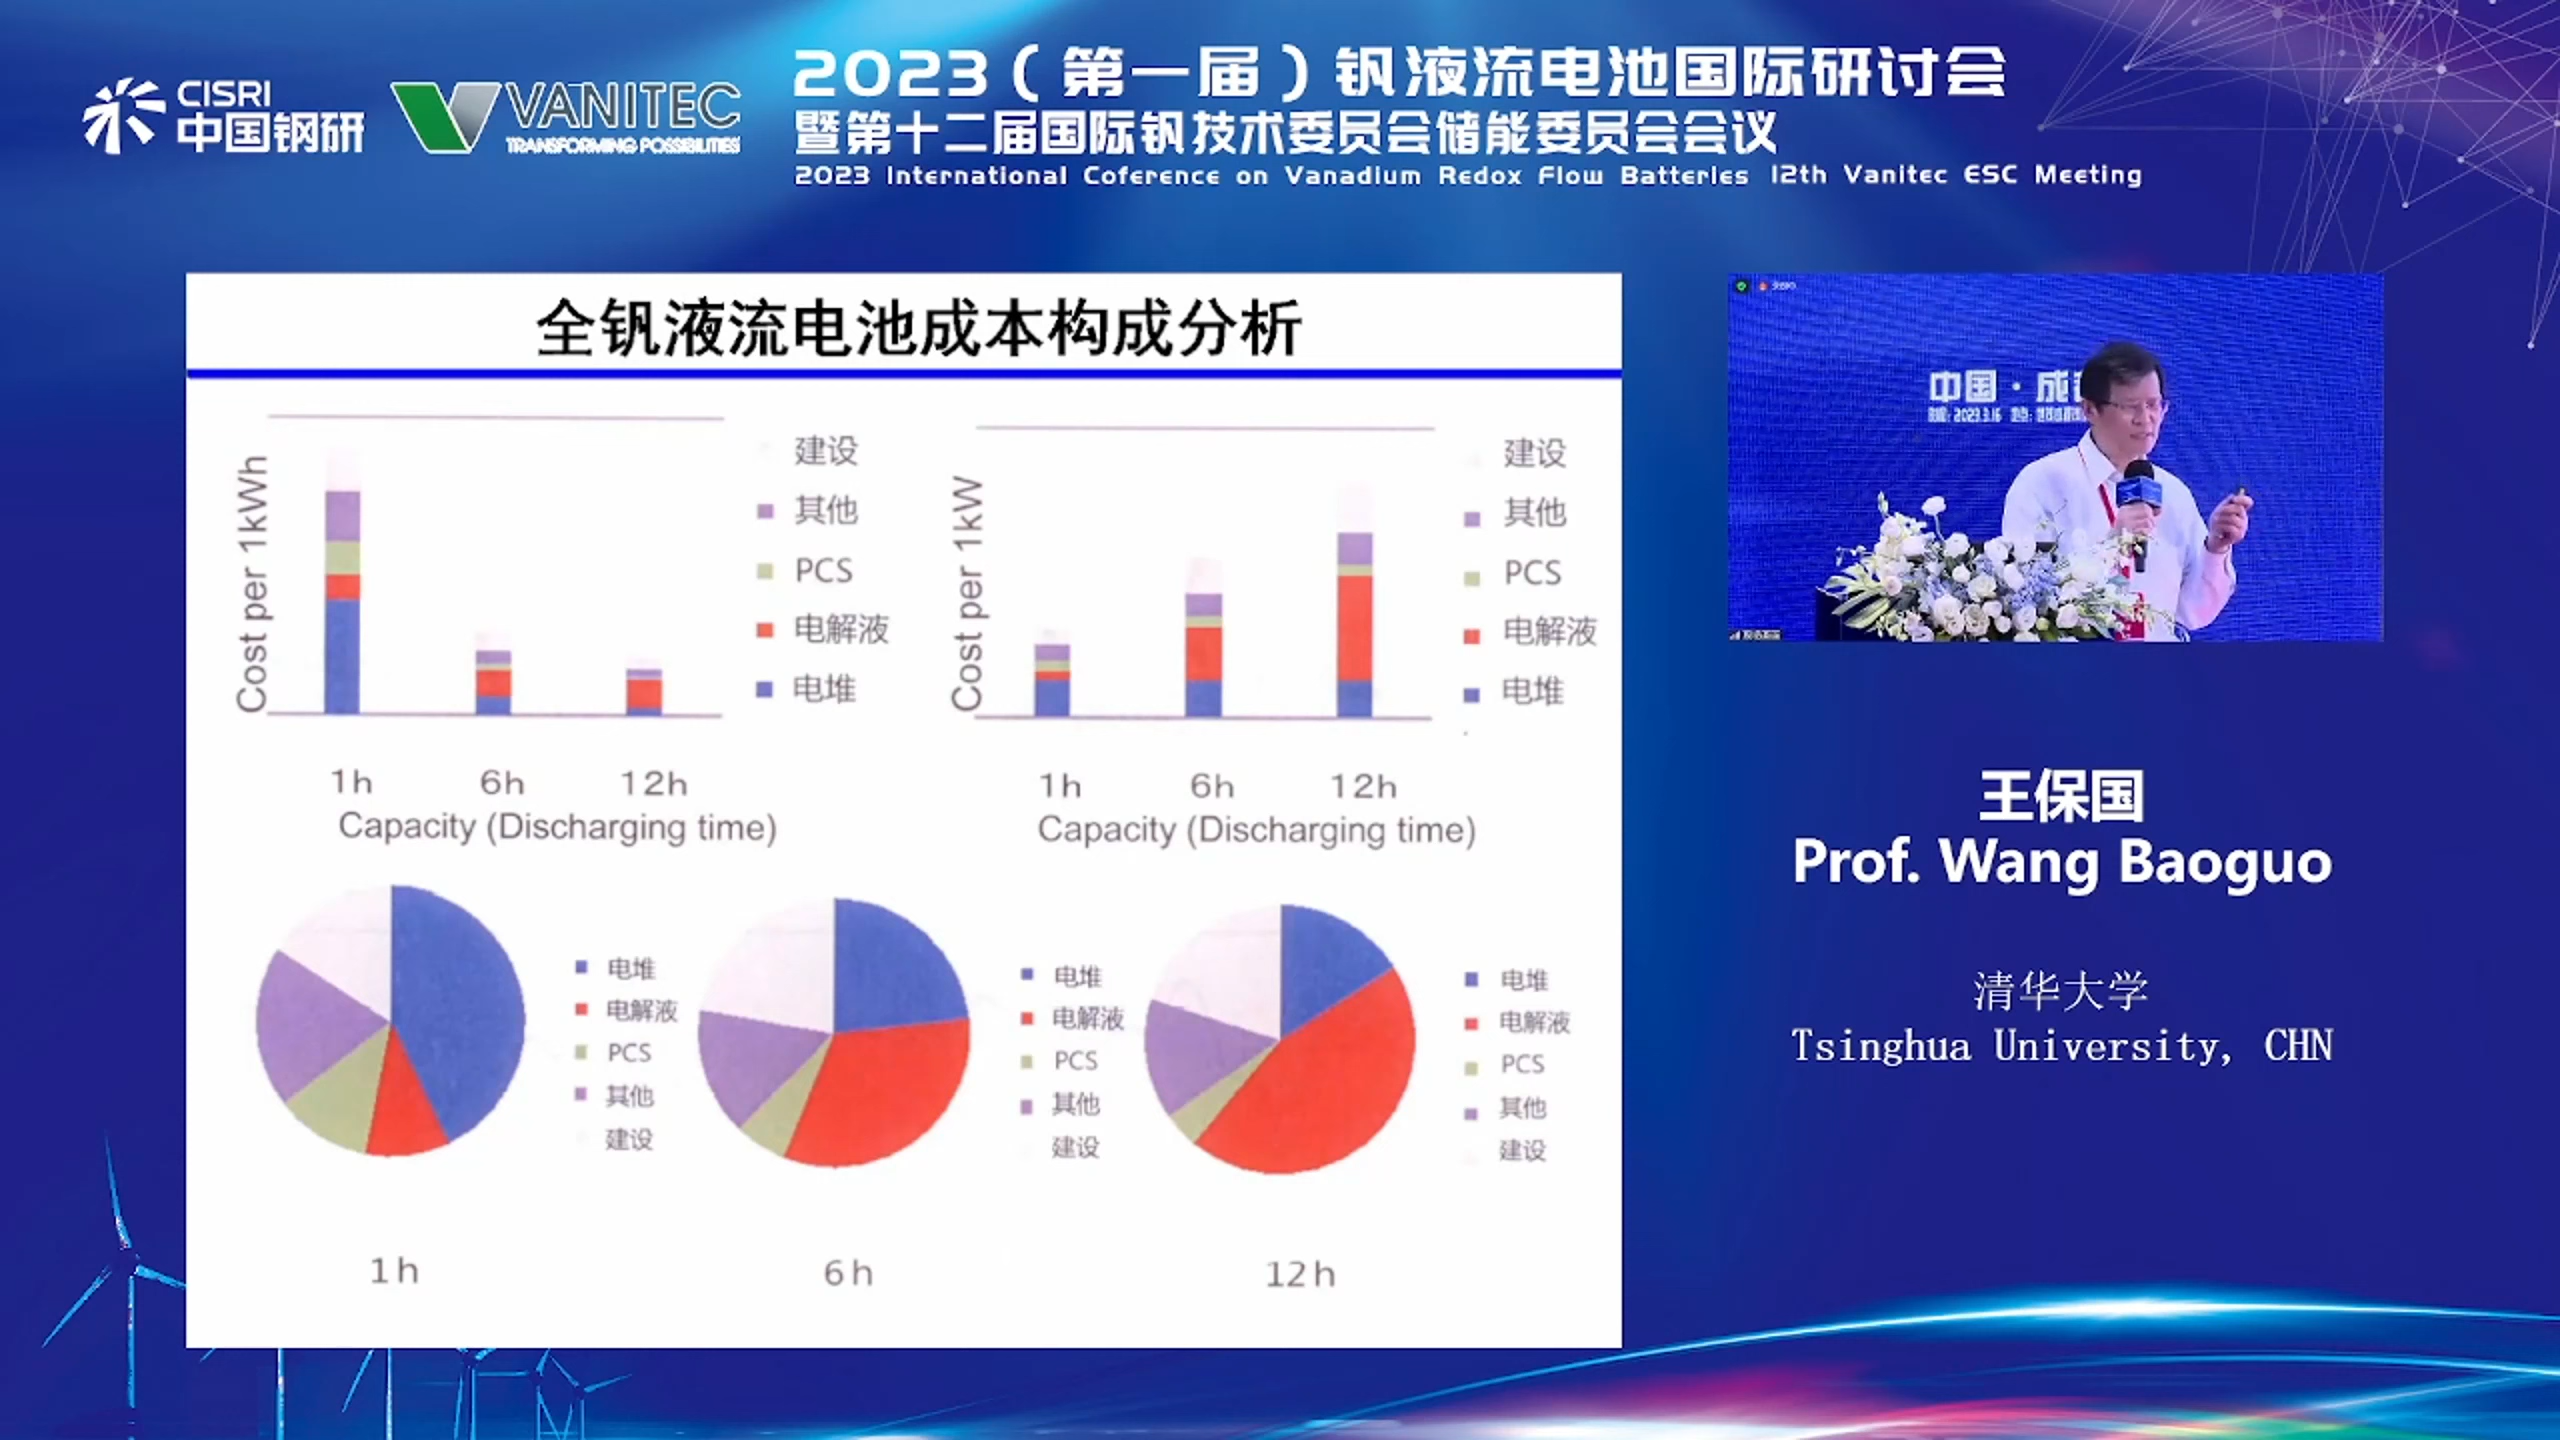 CISRI
中国钢研
VANITEC
TRANSFORMING POSSIBILITIES
2023（第一届）钒液流电池国际研讨会
暨第十二届国际钒技术委员会储能委员会会议
2023 International Coference on Vanadium Redox Flow Batteries 12th Vanitec ESC Meeting
全钒液流电池成本构成分析
Cost per 1kWh
建设
其他
PCS
电解液
电堆
1h 6h 12h
Capacity (Discharging time)
Cost per 1kW
建设
其他
PCS
电解液
电堆
1h 6h 12h
Capacity (Discharging time)
电堆
电解液
PCS
其他
建设
1h
电堆
电解液
PCS
其他
建设
6h
电堆
电解液
PCS
其他
建设
12h
中国·成
2023.3.16
王保国
Prof. Wang Baoguo
清华大学
Tsinghua University, CHN